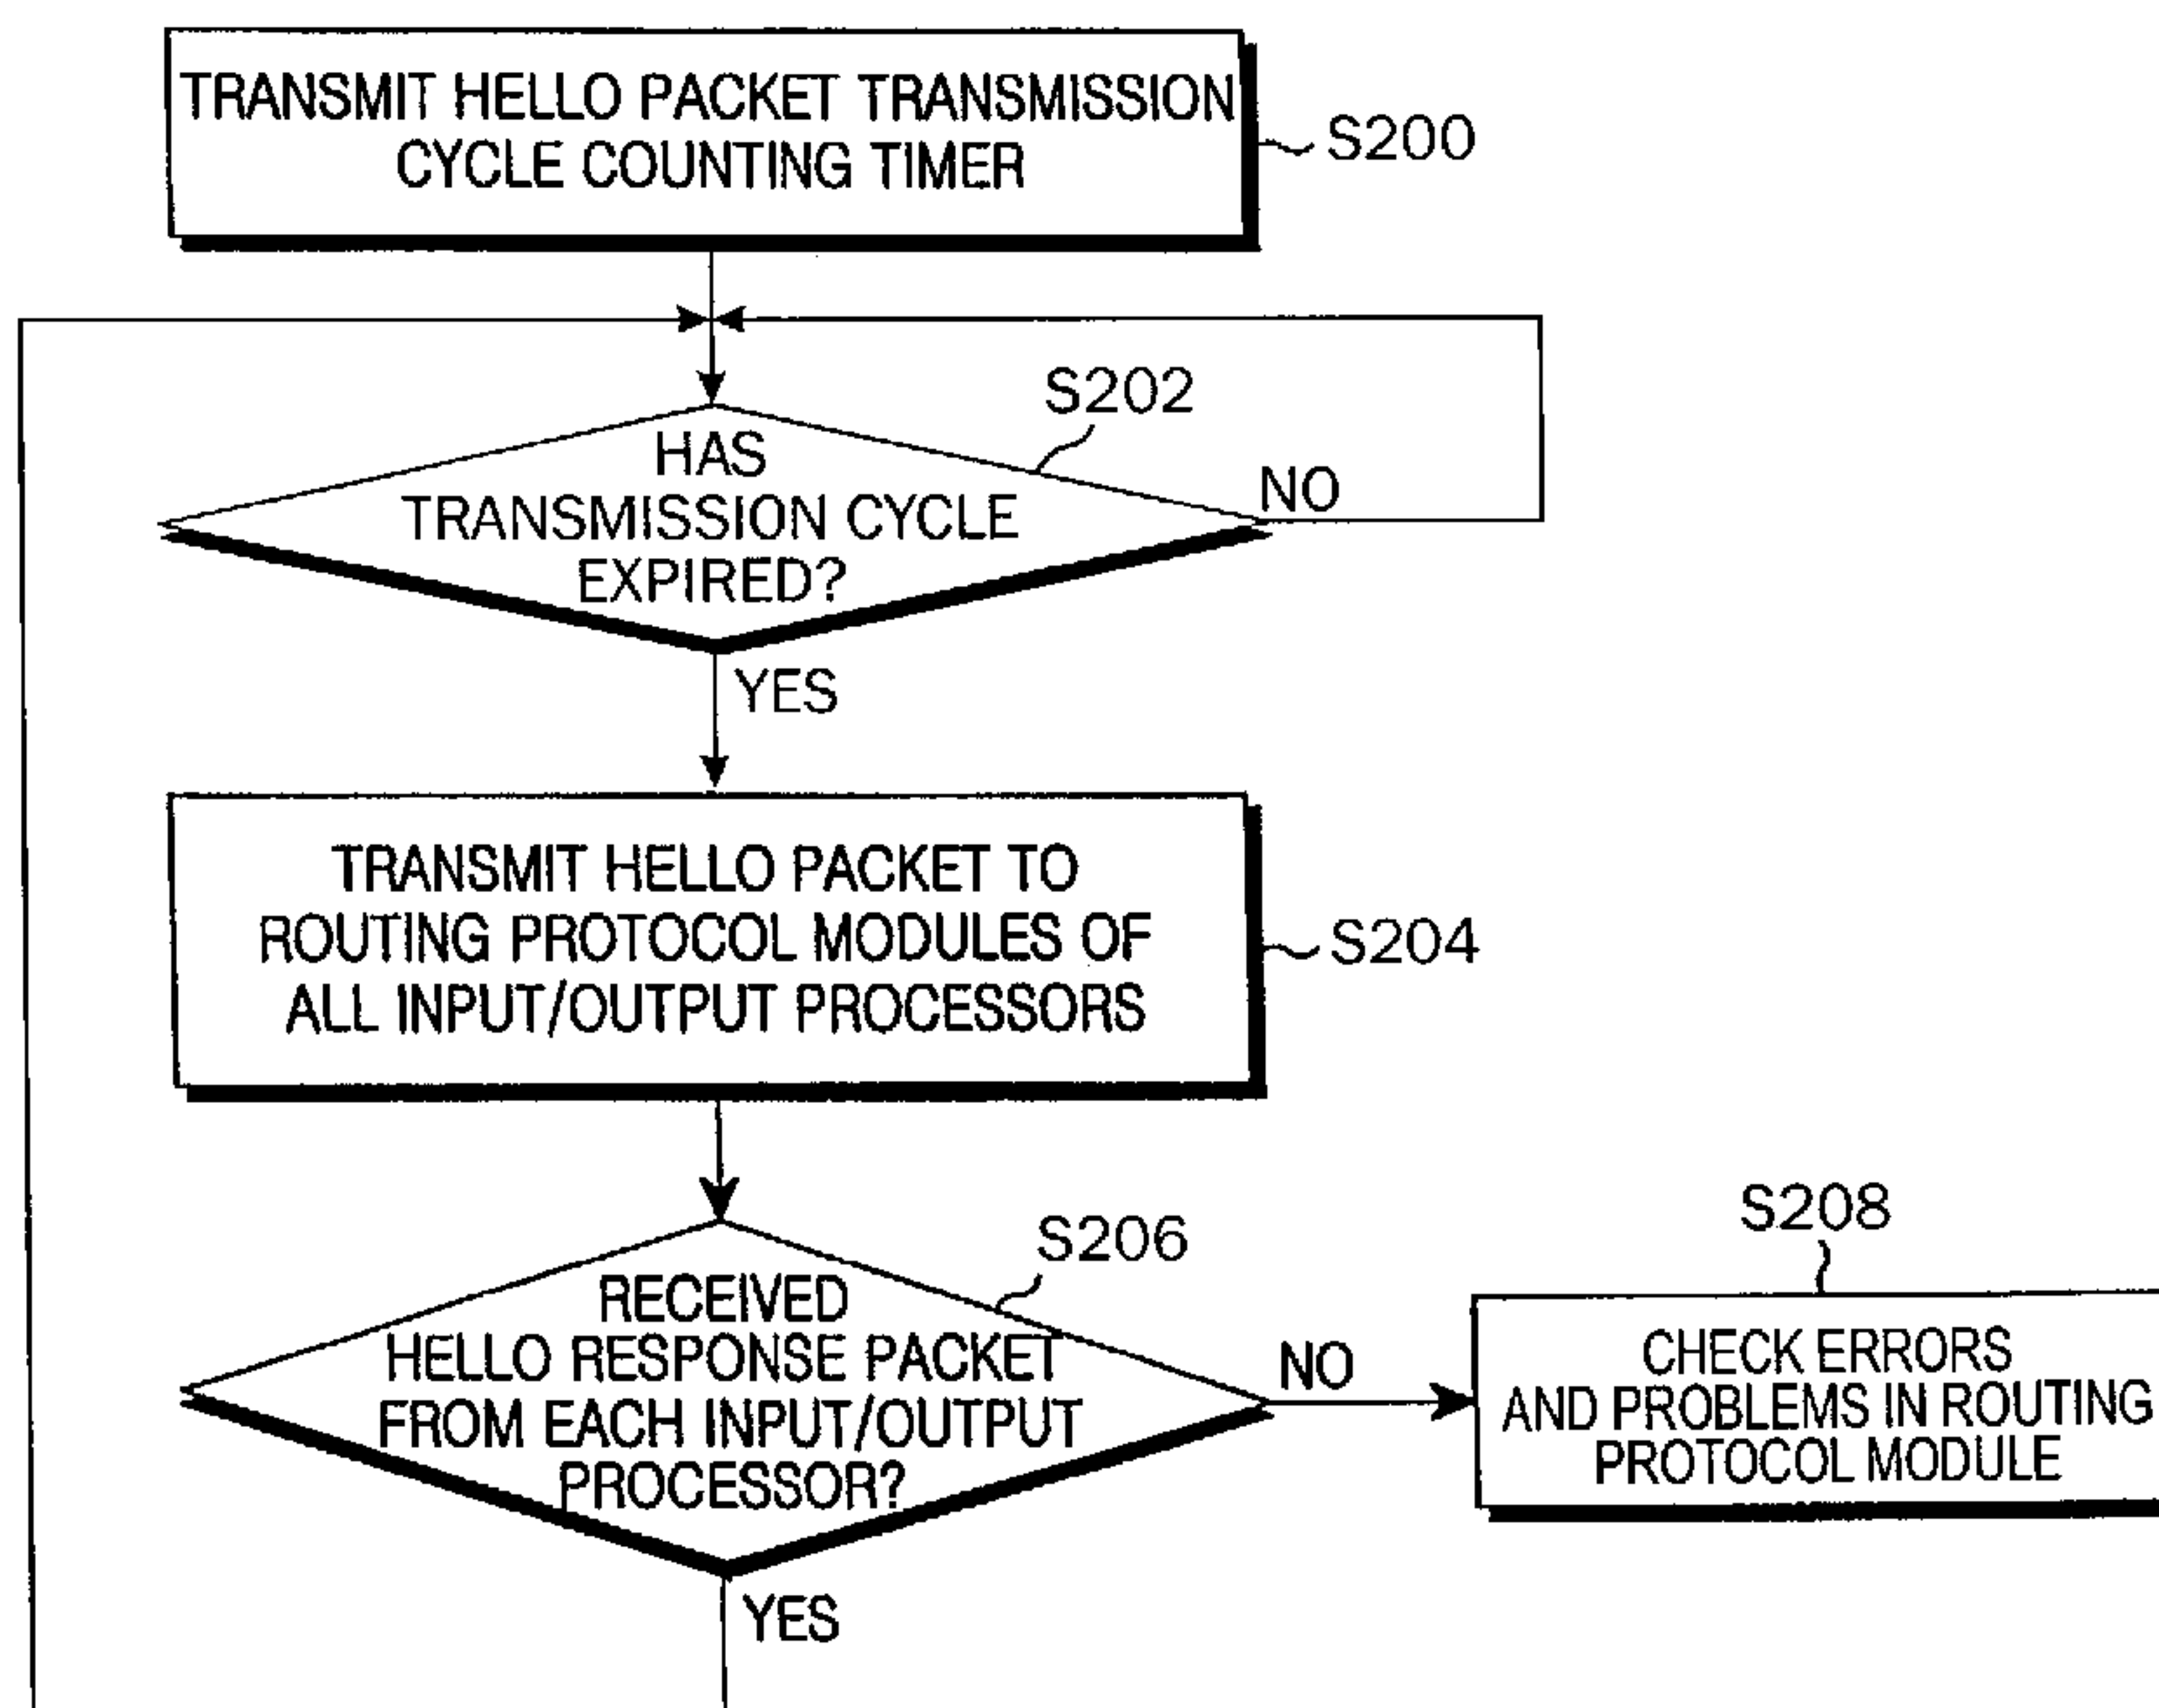 TRANSMIT HELLO PACKET TRANSMISSION
CYCLE COUNTING TIMER
S200
S202
HAS
TRANSMISSION CYCLE
EXPIRED?
NO
YES
TRANSMIT HELLO PACKET TO
ROUTING PROTOCOL MODULES OF
ALL INPUT/OUTPUT PROCESSORS
S204
S206
RECEIVED
HELLO RESPONSE PACKET
FROM EACH INPUT/OUTPUT
PROCESSOR?
NO
YES
S208
CHECK ERRORS
AND PROBLEMS IN ROUTING
PROTOCOL MODULE